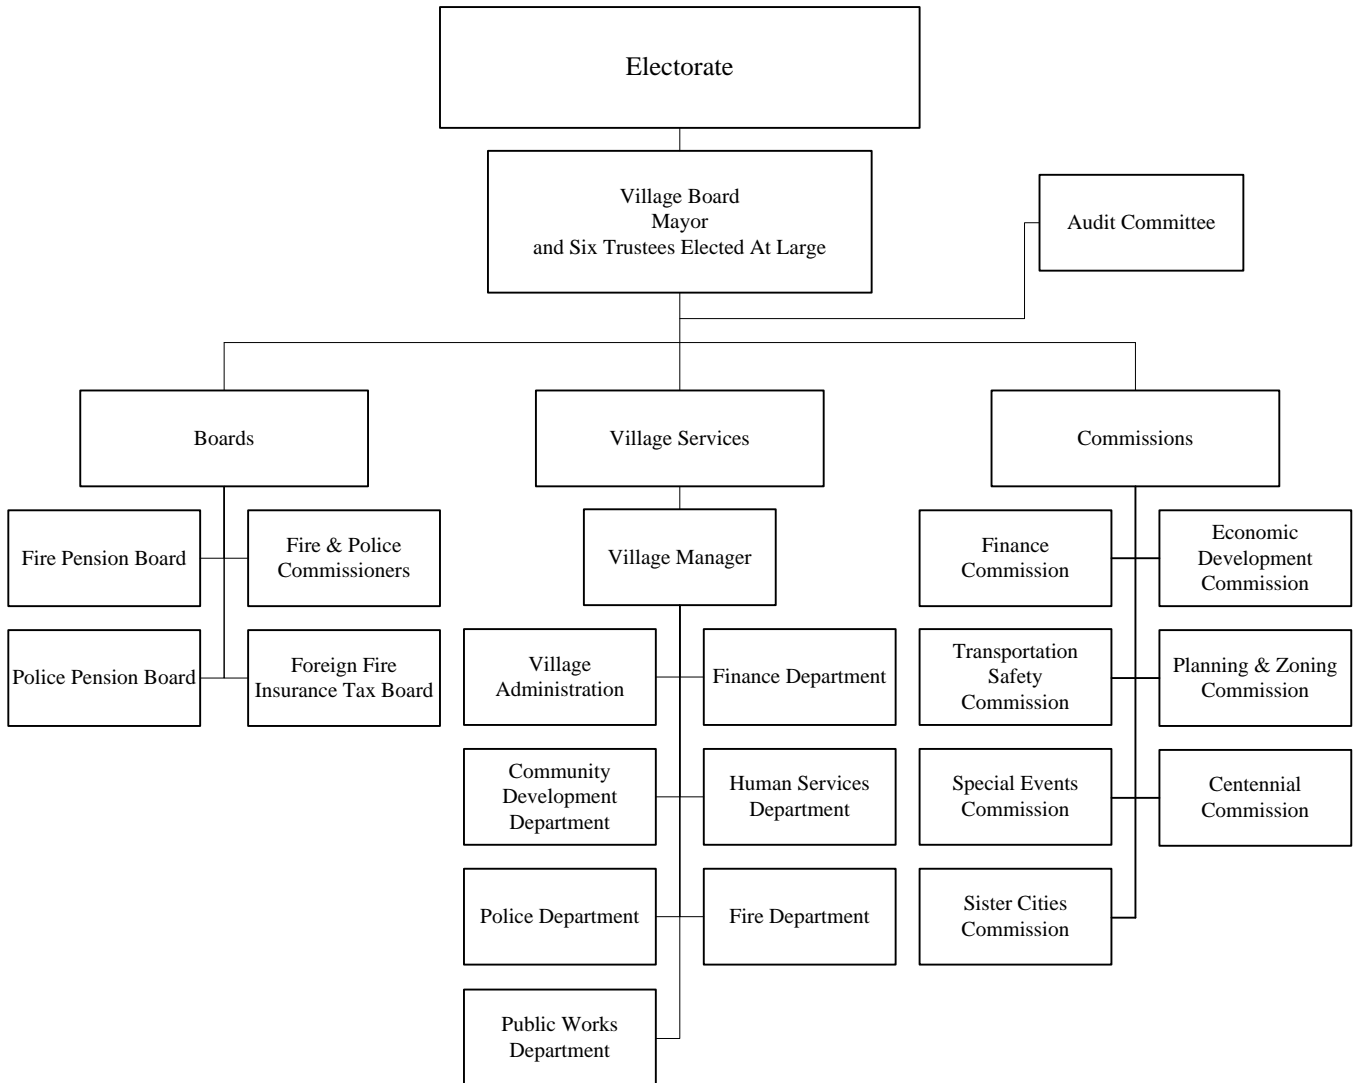 Electorate
Village Board
Mayor
and Six Trustees Elected At Large
Audit Committee
Boards
Village Services
Commissions
Fire Pension Board
Fire & Police
Commissioners
Police Pension Board
Foreign Fire
Insurance Tax Board
Village Manager
Village
Administration
Finance Department
Community
Development
Department
Human Services
Department
Police Department
Fire Department
Public Works
Department
Finance
Commission
Economic
Development
Commission
Transportation
Safety
Commission
Planning & Zoning
Commission
Special Events
Commission
Centennial
Commission
Sister Cities
Commission